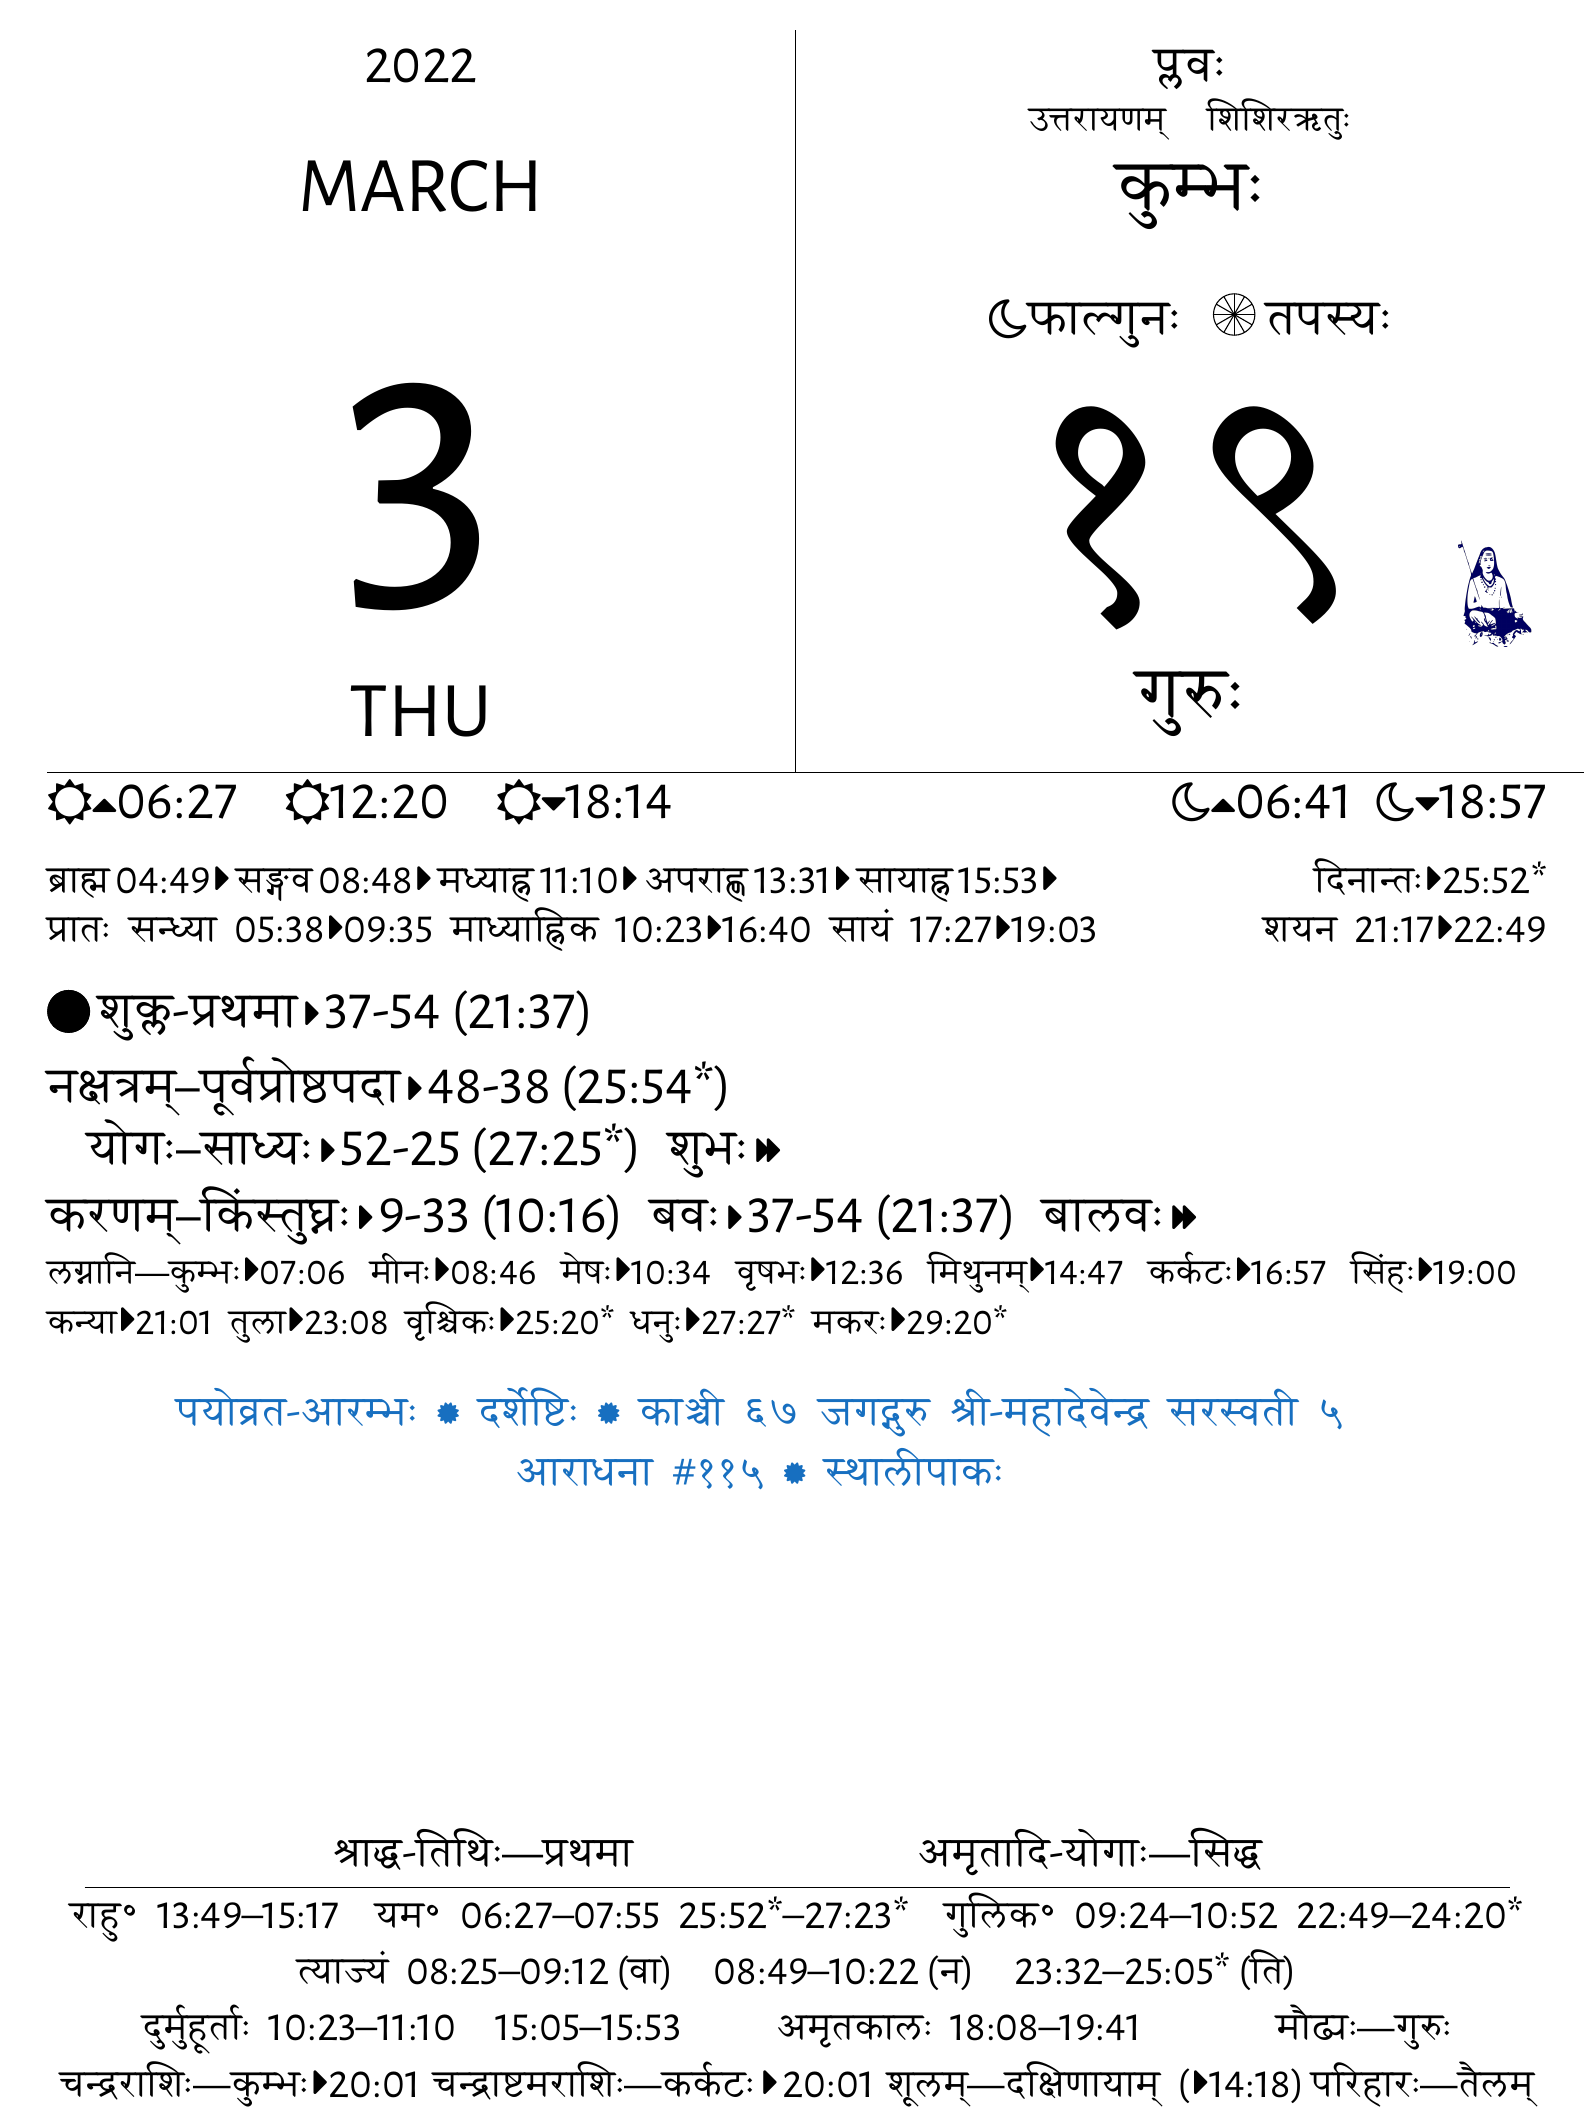 2022
MARCH
3
THU
प्लवः
उत्तरायणम् शिशिरऋतुः
कुम्भः
फाल्गुनः तपस्यः
१९
गुरुः
06:27 12:20 18:14 06:41 18:57
ब्राह्म 04:49 सङ्गव 08:48 मध्याह्न 11:10 अपराह्ण 13:31 सायाह्न 15:53 दिनान्तः 25:52*
प्रातः सन्ध्या 05:38 09:35 माध्याह्निक 10:23 16:40 सायं 17:27 19:03 शयन 21:17 22:49
शुक्ल-प्रथमा 37-54 (21:37)
नक्षत्रम्–पूर्वप्रोष्ठपदा 48-38 (25:54*)
योगः–साध्यः 52-25 (27:25*) शुभः
करणम्–किंस्तुघ्नः 9-33 (10:16) बवः 37-54 (21:37) बालवः
लग्नानि—कुम्भः 07:06 मीनः 08:46 मेषः 10:34 वृषभः 12:36 मिथुनम् 14:47 कर्कटः 16:57 सिंहः 19:00
कन्या 21:01 तुला 23:08 वृश्चिकः 25:20* धनुः 27:27* मकरः 29:20*
पयोव्रत-आरम्भः ✹ दर्शेष्टिः ✹ काञ्ची ६७ जगद्गुरु श्री-महादेवेन्द्र सरस्वती ५
आराधना #११५ ✹ स्थालीपाकः
श्राद्ध-तिथिः—प्रथमा अमृतादि-योगाः—सिद्ध
राहु° 13:49–15:17 यम° 06:27–07:55 25:52*–27:23* गुलिक° 09:24–10:52 22:49–24:20*
त्याज्यं 08:25–09:12 (वा) 08:49–10:22 (न) 23:32–25:05* (ति)
दुर्मुहूर्ताः 10:23–11:10 15:05–15:53 अमृतकालः 18:08–19:41 मौढ्यः—गुरुः
चन्द्रराशिः—कुम्भः 20:01 चन्द्राष्टमराशिः—कर्कटः 20:01 शूलम्—दक्षिणायाम् (14:18) परिहारः—तैलम्